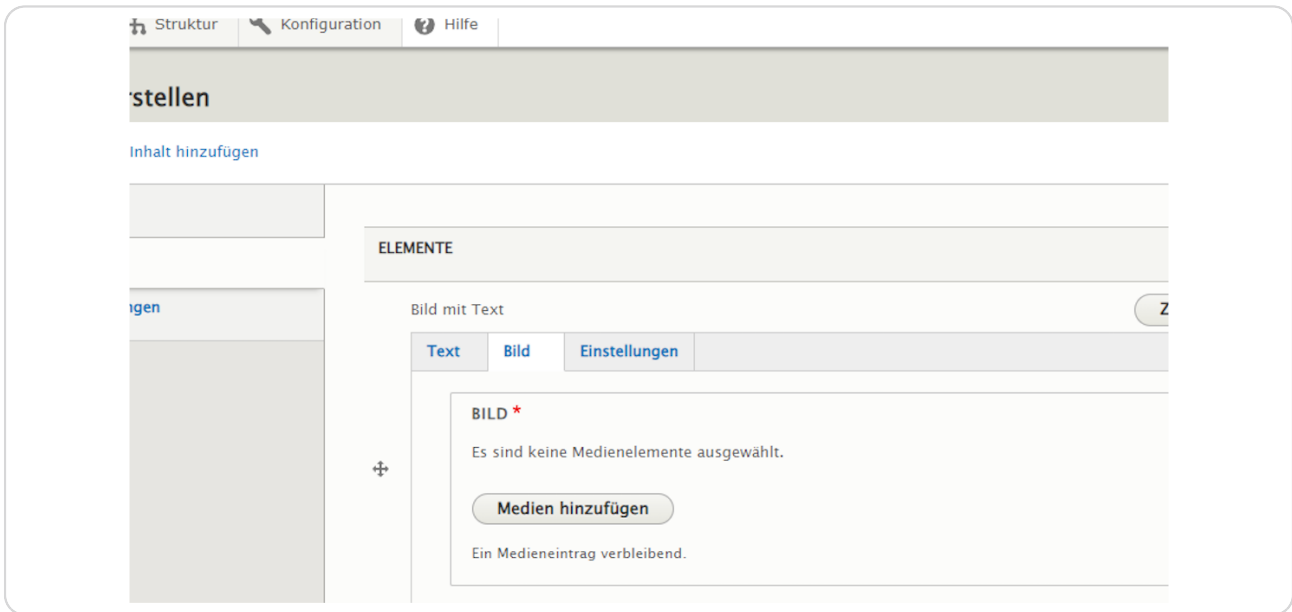 Struktur Konfiguration Hilfe
rstellen
Inhalt hinzufügen
ELEMENTE
ngen
Bild mit Text
Z
Text Bild Einstellungen
BILD *
Es sind keine Medienelemente ausgewählt.
Medien hinzufügen
Ein Medieneintrag verbleibend.